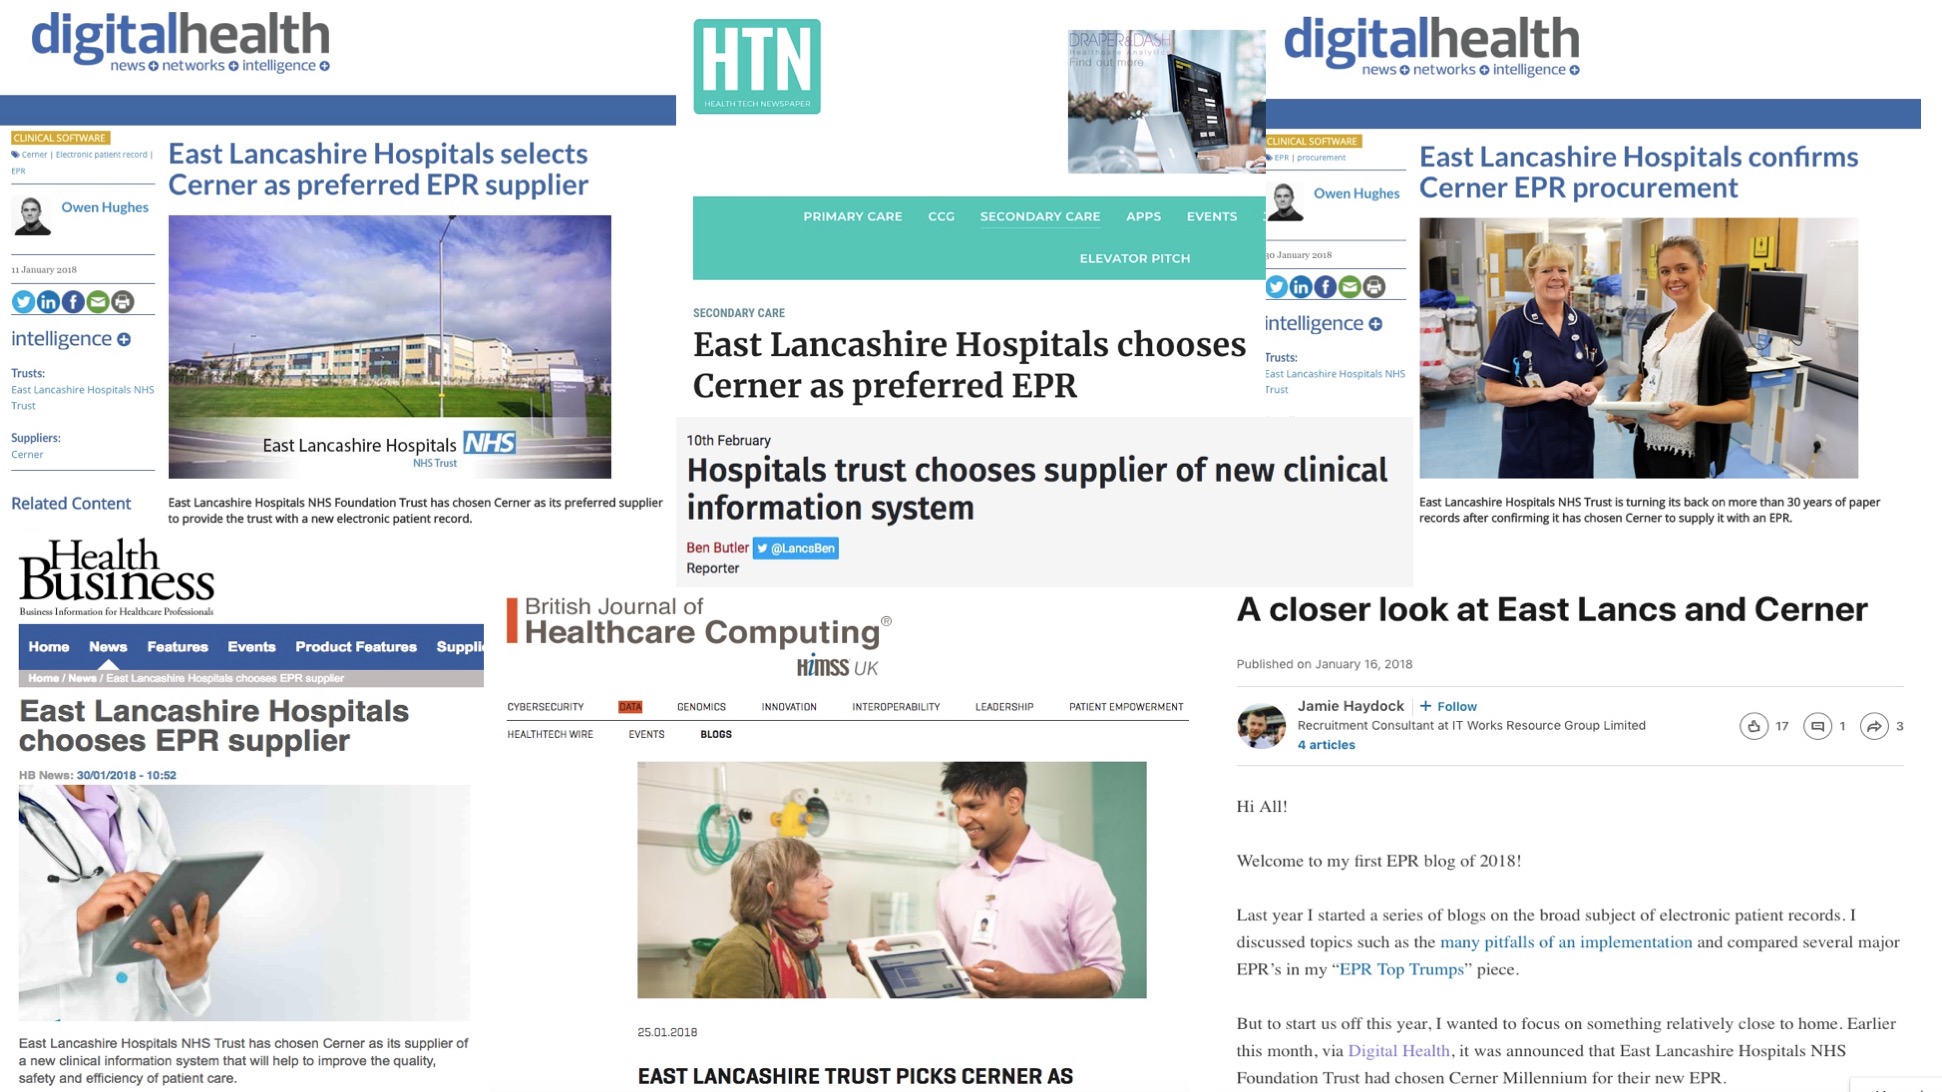 digitalhealth
news networks intelligence
CLINICAL SOFTWARE
Cerner | Electronic patient record |
EPR
Owen Hughes
11 January 2018
intelligence
Trusts:
East Lancashire Hospitals NHS
Trust
Suppliers:
Cerner
Related Content
East Lancashire Hospitals selects
Cerner as preferred EPR supplier
East Lancashire Hospitals NHS
NHS Trust
East Lancashire Hospitals NHS Foundation Trust has chosen Cerner as its preferred supplier
to provide the trust with a new electronic patient record.
HTN
HEALTH TECH NEWSPAPER
DRAPER&DASH
Healthcare Analytics
Find out more
PRIMARY CARE CCG SECONDARY CARE APPS EVENTS
ELEVATOR PITCH
SECONDARY CARE
East Lancashire Hospitals chooses
Cerner as preferred EPR
10th February
Hospitals trust chooses supplier of new clinical
information system
Ben Butler @LancsBen
Reporter
digitalhealth
news networks intelligence
CLINICAL SOFTWARE
EPR | procurement
Owen Hughes
30 January 2018
intelligence
Trusts:
East Lancashire Hospitals NHS
Trust
East Lancashire Hospitals confirms
Cerner EPR procurement
East Lancashire Hospitals NHS Trust is turning its back on more than 30 years of paper
records after confirming it has chosen Cerner to supply it with an EPR.
Health
Business
Business Information for Healthcare Professionals
Home News Features Events Product Features Suppli
Home / News / East Lancashire Hospitals chooses EPR supplier
East Lancashire Hospitals
chooses EPR supplier
HB News: 30/01/2018 - 10:52
East Lancashire Hospitals NHS Trust has chosen Cerner as its supplier of
a new clinical information system that will help to improve the quality,
safety and efficiency of patient care.
British Journal of
Healthcare Computing®
HiMSS UK
CYBERSECURITY DATA GENOMICS INNOVATION INTEROPERABILITY LEADERSHIP PATIENT EMPOWERMENT
HEALTHTECH WIRE EVENTS BLOGS
25.01.2018
EAST LANCASHIRE TRUST PICKS CERNER AS
A closer look at East Lancs and Cerner
Published on January 16, 2018
Jamie Haydock + Follow
Recruitment Consultant at IT Works Resource Group Limited
4 articles
17 1 3
Hi All!
Welcome to my first EPR blog of 2018!
Last year I started a series of blogs on the broad subject of electronic patient records. I
discussed topics such as the many pitfalls of an implementation and compared several major
EPR's in my “EPR Top Trumps” piece.
But to start us off this year, I wanted to focus on something relatively close to home. Earlier
this month, via Digital Health, it was announced that East Lancashire Hospitals NHS
Foundation Trust had chosen Cerner Millennium for their new EPR.